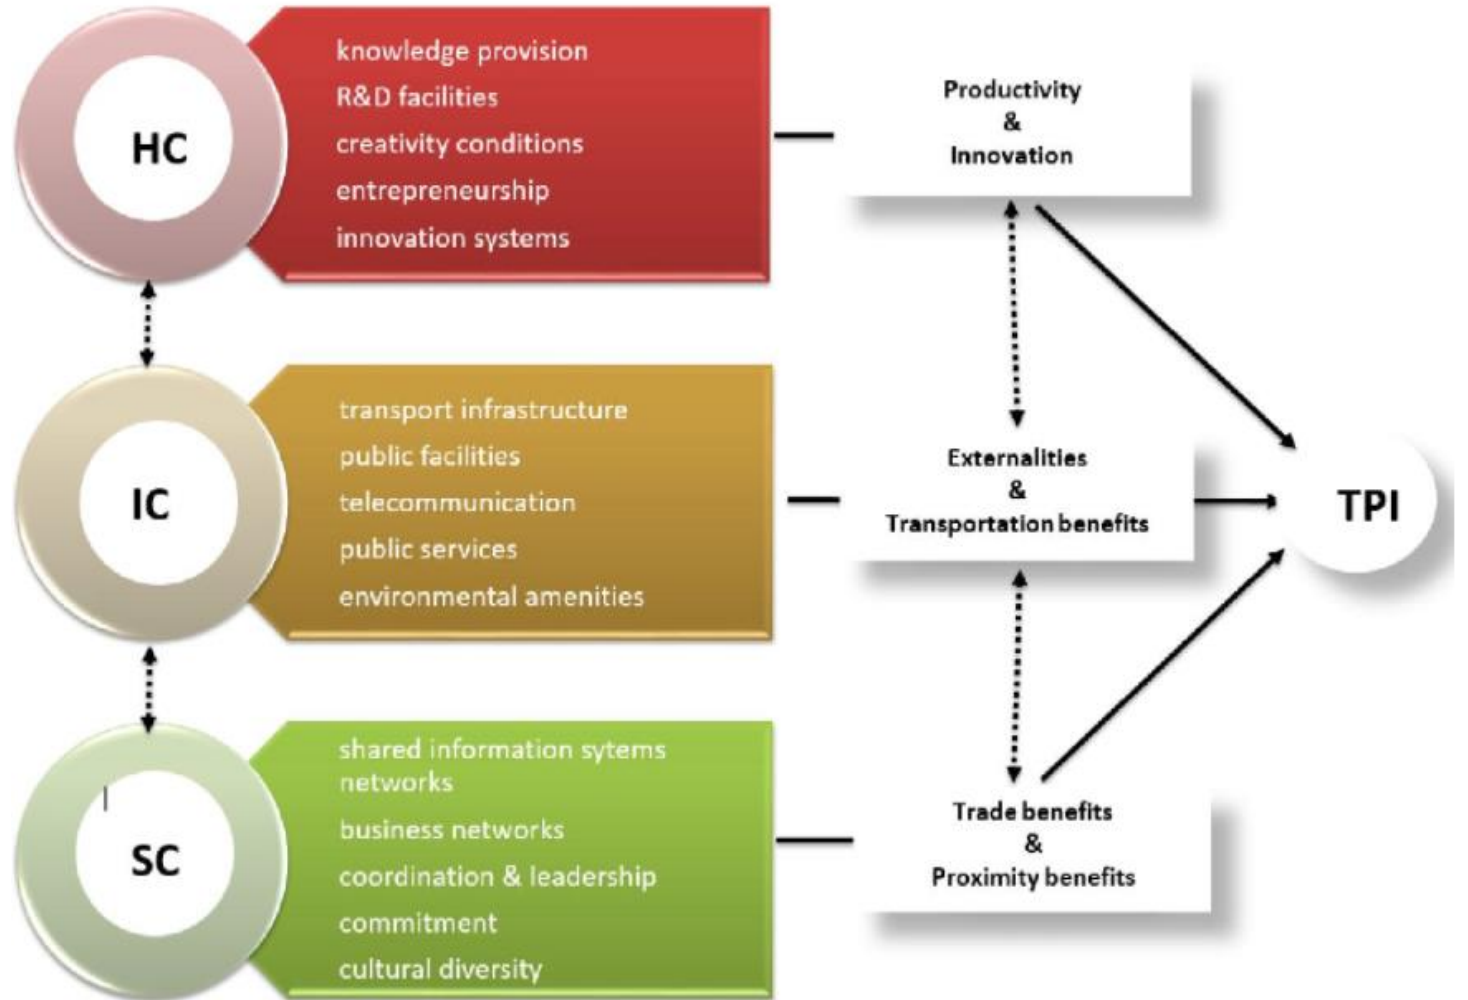 HC
knowledge provision
R&D facilities
creativity conditions
entrepreneurship
innovation systems
Productivity
&
Innovation
IC
transport infrastructure
public facilities
telecommunication
public services
environmental amenities
Externalities
&
Transportation benefits
TPI
SC
shared information sytems
networks
business networks
coordination & leadership
commitment
cultural diversity
Trade benefits
&
Proximity benefits